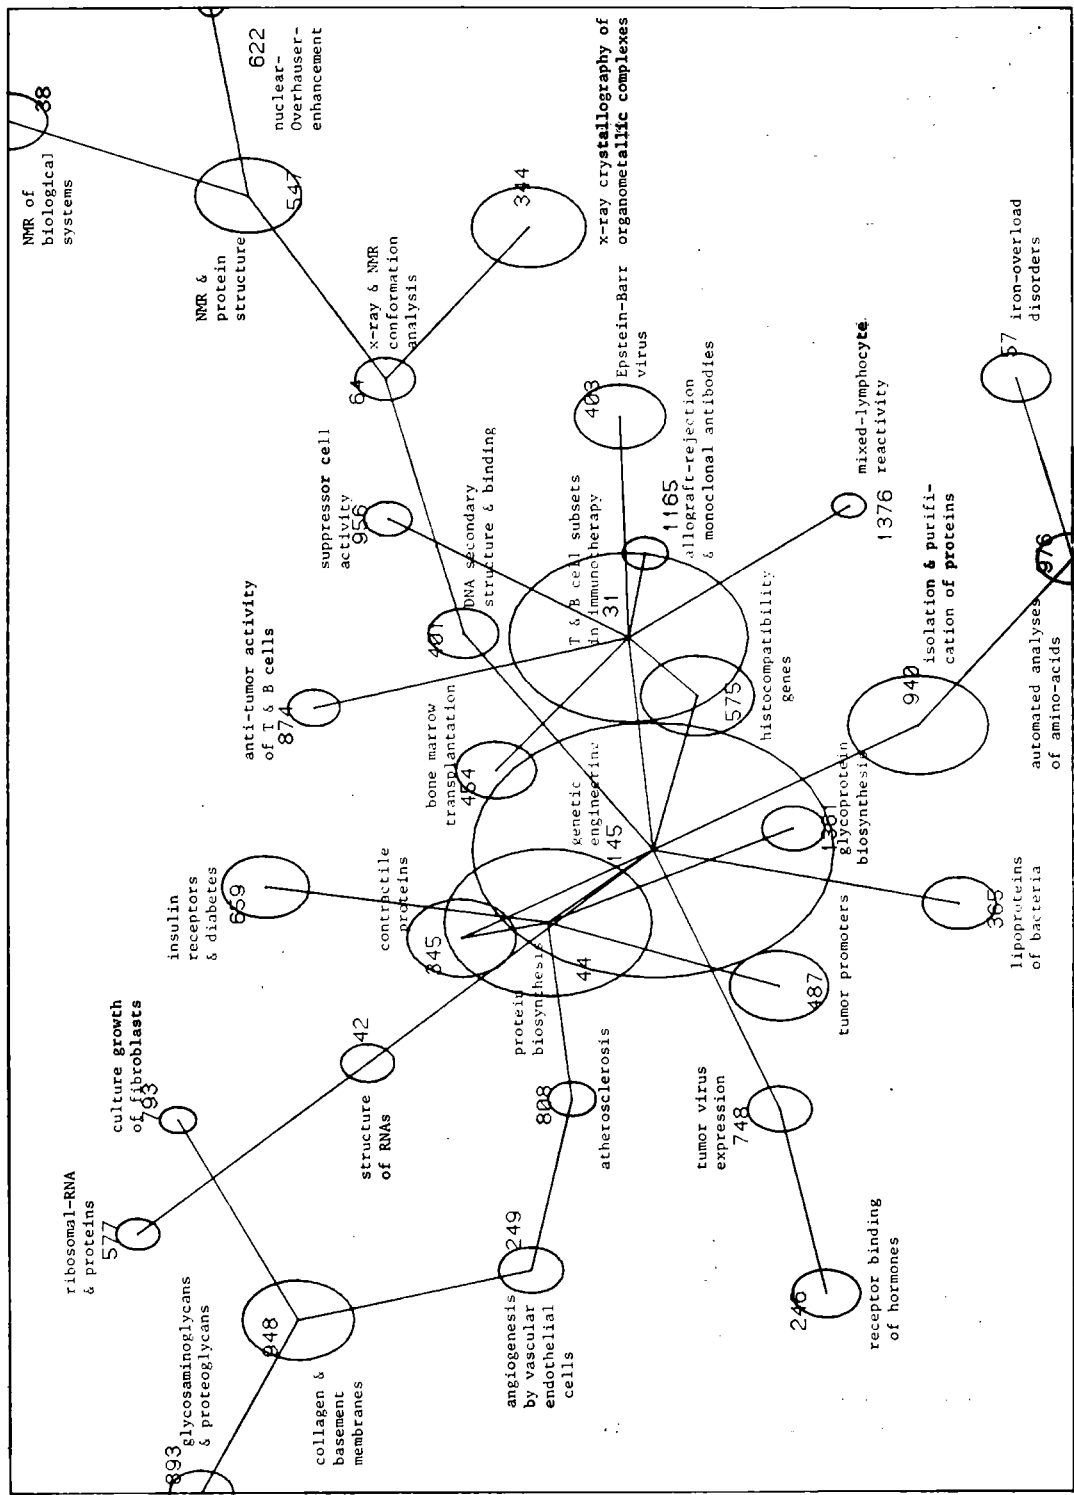 38
NMR of
biological
systems
622
nuclear-
Overhauser-
enhancement
547
NMR &
protein
structure
344
x-ray crystallography of
organometallic complexes
64
x-ray & NMR
conformation
analysis
suppressor cell
activity
956
403
Epstein-Barr
virus
57
iron-overload
disorders
401
DNA secondary
structure & binding
T & B cell subsets
in immunotherapy
31
1165
allograft-rejection
& monoclonal antibodies
mixed-lymphocyte
1376 reactivity
anti-tumor activity
of T & B cells
874
bone marrow
transplantation
454
575
histocompatibility
genes
940
isolation & purifi-
cation of proteins
976
automated analyses
of amino-acids
insulin
receptors
& diabetes
659
contractile
proteins
345
genetic
engineering
145
1361
glycoprotein
biosynthesis
365
lipoproteins
of bacteria
protein
biosynthesis
44
487
tumor promoters
culture growth
of fibroblasts
793
42
structure
of RNAs
808
atherosclerosis
tumor virus
expression
748
ribosomal-RNA
& proteins
577
249
angiogenesis
by vascular
endothelial
cells
246
receptor binding
of hormones
893
glycosaminoglycans
& proteoglycans
collagen &
basement
membranes